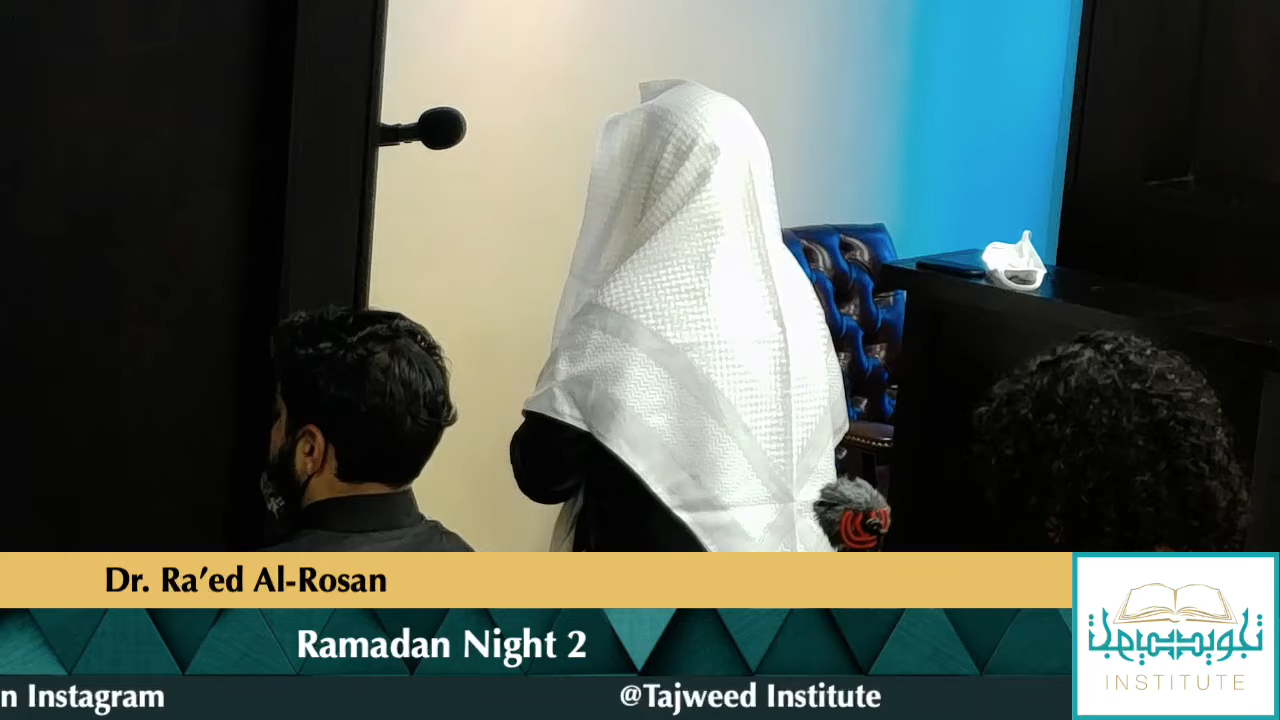 Dr. Ra’ed Al-Rosan
Ramadan Night 2
n Instagram
@Tajweed Institute
INSTITUTE